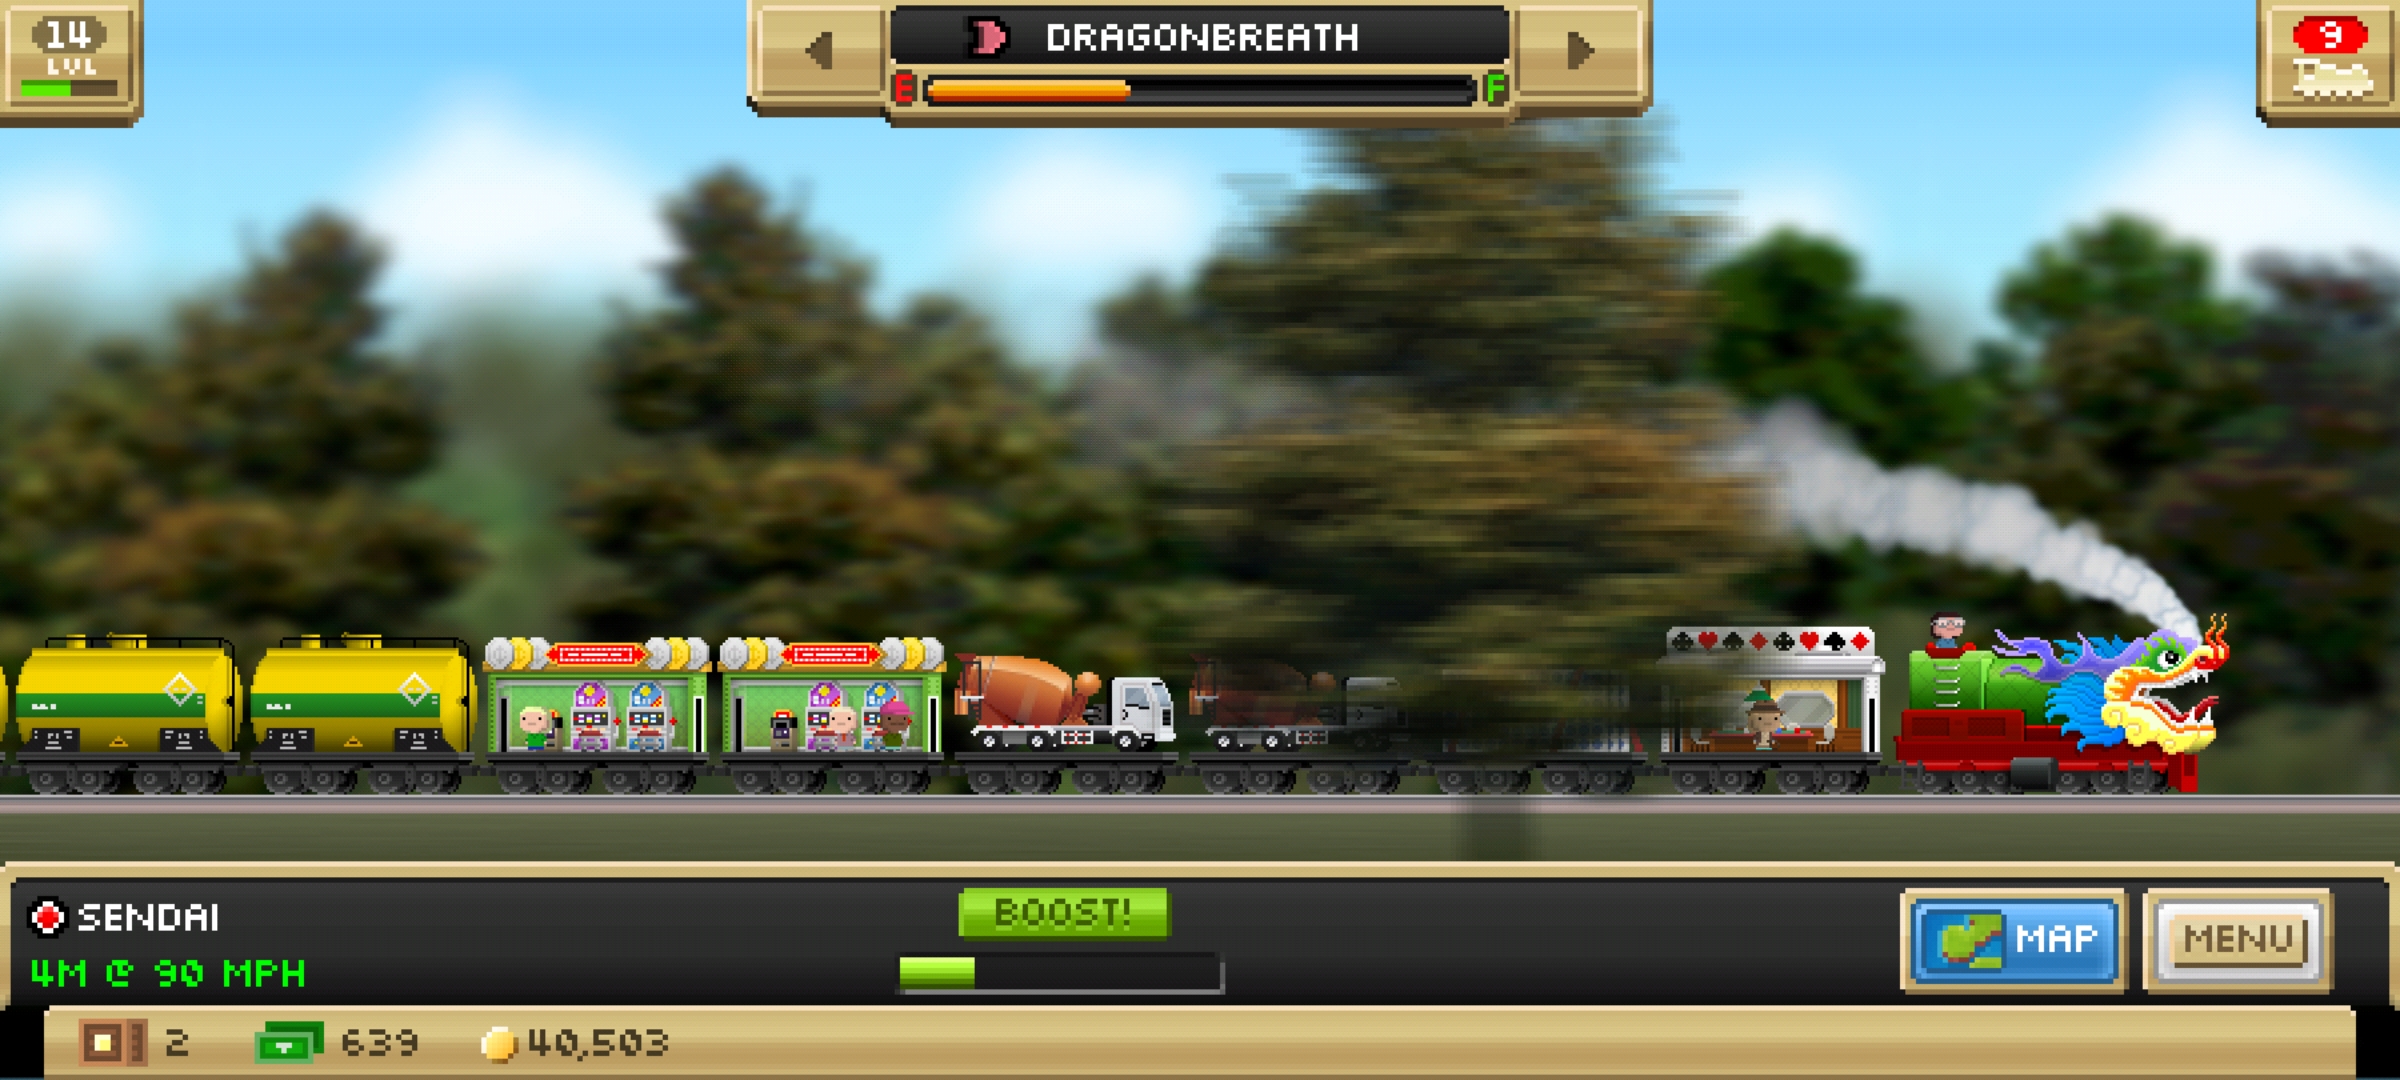 14
LVL
DRAGONBREATH
E
F
9
SENDAI
4M @ 90 MPH
BOOST!
MAP
MENU
2
639
40,503